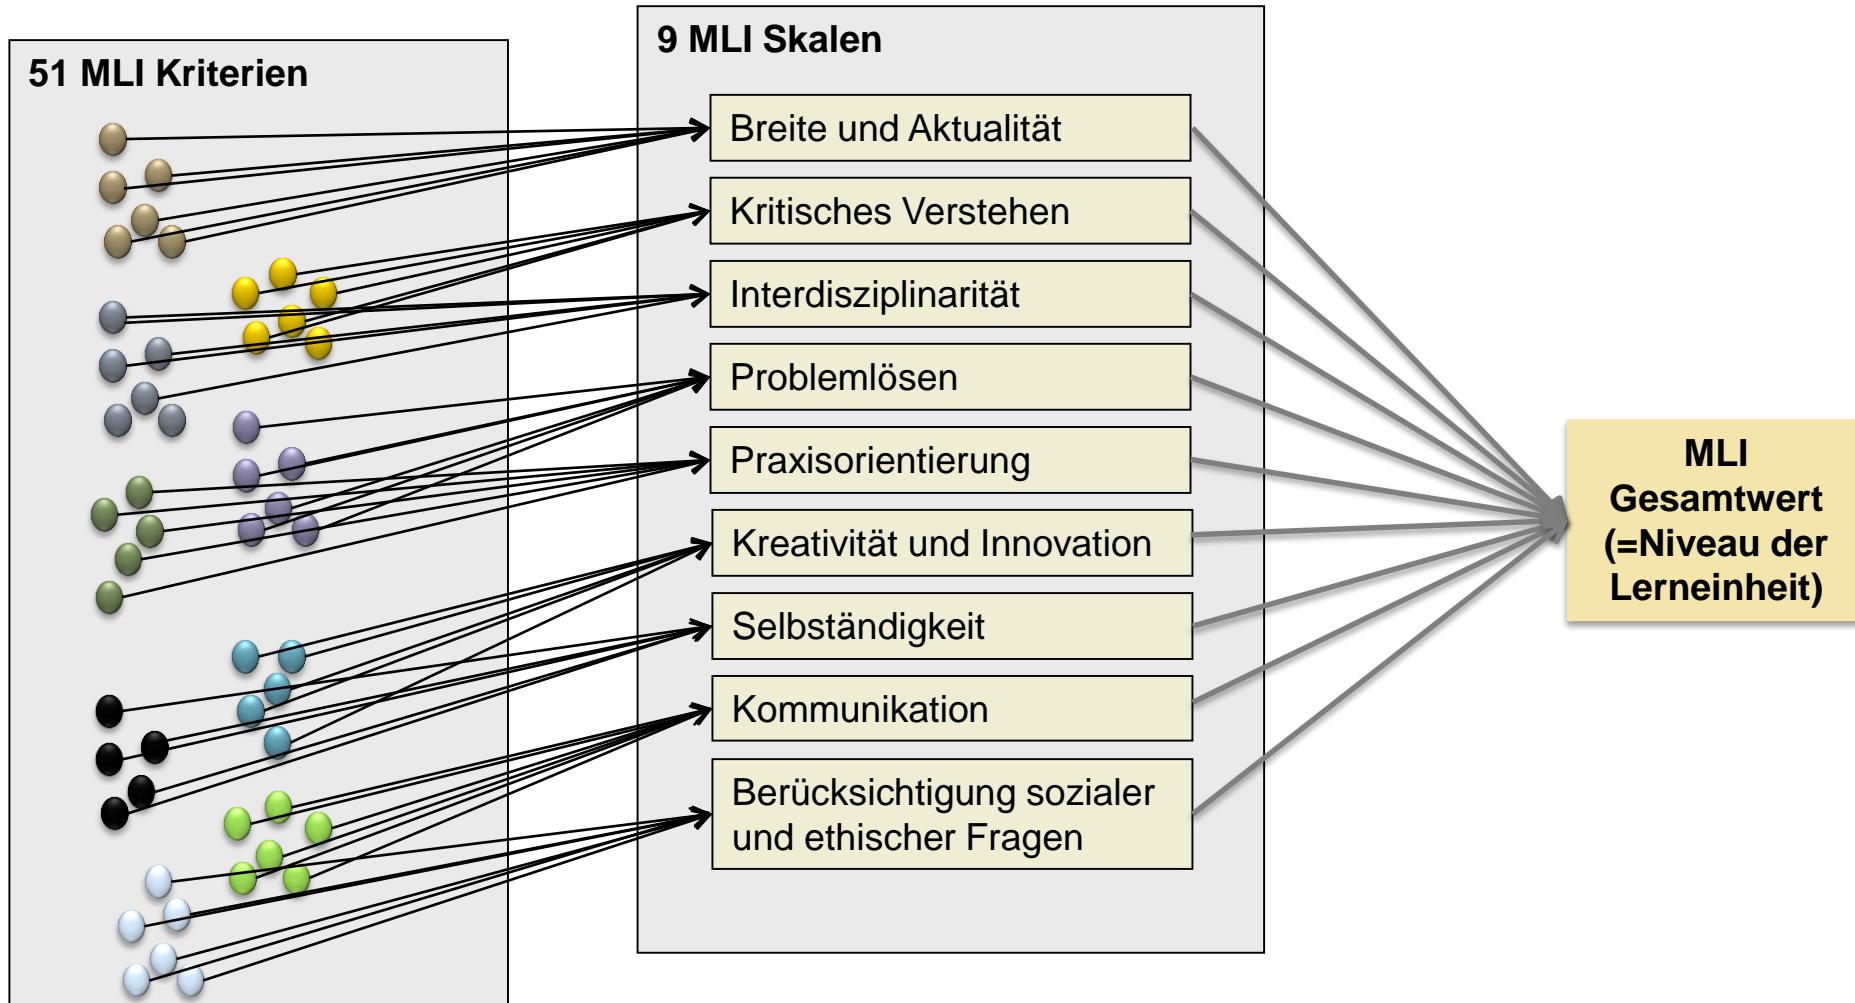 51 MLI Kriterien
9 MLI Skalen
Breite und Aktualität
Kritisches Verstehen
Interdisziplinarität
Problemlösen
Praxisorientierung
Kreativität und Innovation
Selbständigkeit
Kommunikation
Berücksichtigung sozialer
und ethischer Fragen
MLI
Gesamtwert
(=Niveau der
Lerneinheit)